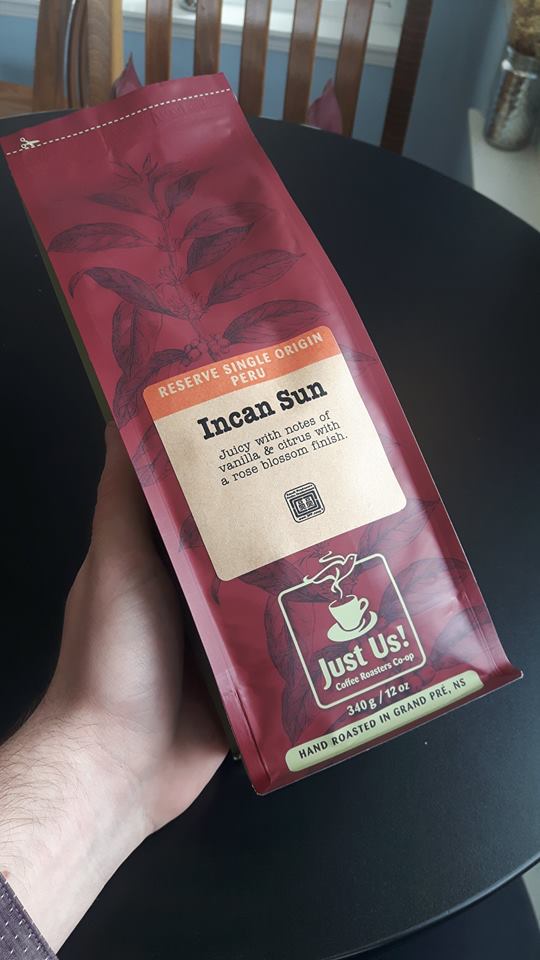 RESERVE SINGLE ORIGIN
PERU
Incan Sun
Juicy with notes of
vanilla & citrus with
a rose blossom finish.
Just Us!
Coffee Roasters Co-op
340g / 12 oz
HAND ROASTED IN GRAND PRÉ, NS